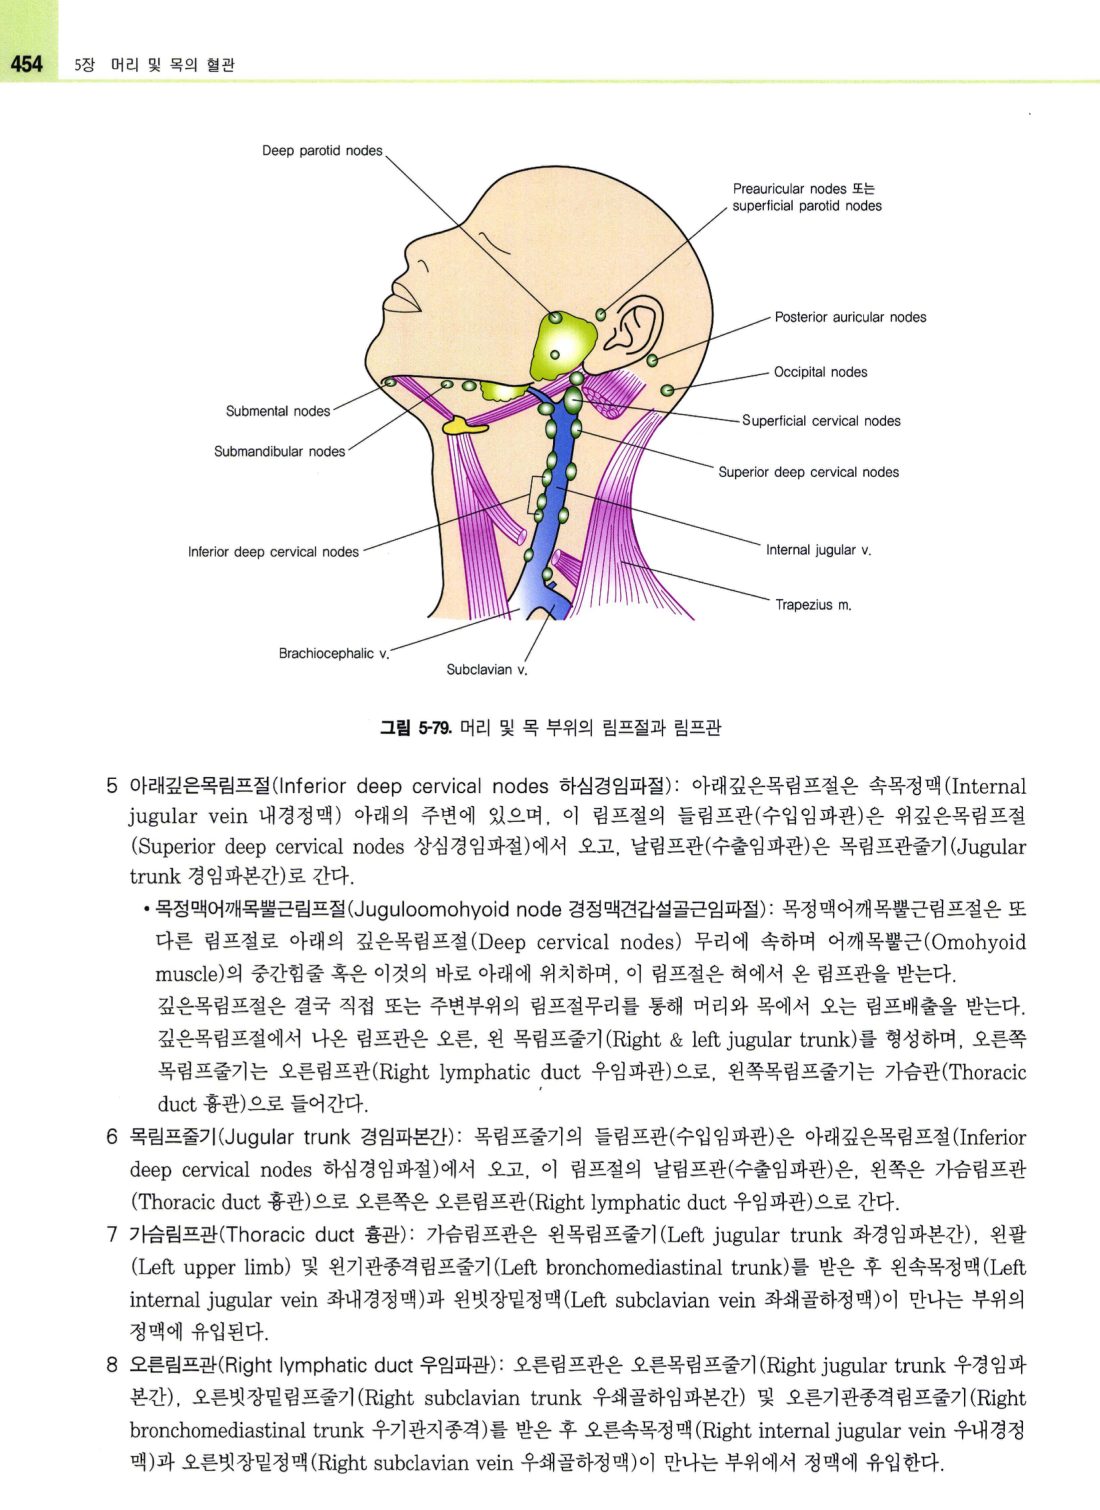 454 5장 머리 및 목의 혈관
Deep parotid nodes
Preauricular nodes 또는
superficial parotid nodes
Posterior auricular nodes
Occipital nodes
Submental nodes
Superficial cervical nodes
Submandibular nodes
Superior deep cervical nodes
Inferior deep cervical nodes
Internal jugular v.
Trapezius m.
Brachiocephalic v.
Subclavian v.
그림 5-79. 머리 및 목 부위의 림프절과 림프관
5 아래깊은목림프절(Inferior deep cervical nodes 하심경임파절): 아래깊은목림프절은 속목정맥(Internal
jugular vein 내경정맥) 아래의 주변에 있으며, 이 림프절의 들림프관(수입임파관)은 위깊은목림프절
(Superior deep cervical nodes 상심경임파절)에서 오고, 날림프관(수출임파관)은 목림프관줄기(Jugular
trunk 경임파본간)로 간다.
• 목정맥어깨목뿔근림프절(Juguloomohyoid node 경정맥견갑설골근임파절): 목정맥어깨목뿔근림프절은 또
다른 림프절로 아래의 깊은목림프절(Deep cervical nodes) 무리에 속하며 어깨목뿔근(Omohyoid
muscle)의 중간힘줄 혹은 이것의 바로 아래에 위치하며, 이 림프절은 혀에서 온 림프관을 받는다.
깊은목림프절은 결국 직접 또는 주변부위의 림프절무리를 통해 머리와 목에서 오는 림프배출을 받는다.
깊은목림프절에서 나온 림프관은 오른, 왼 목림프줄기(Right & left jugular trunk)를 형성하며, 오른쪽
목림프줄기는 오른림프관(Right lymphatic duct 우임파관)으로, 왼쪽목림프줄기는 가슴관(Thoracic
duct 흉관)으로 들어간다.
6 목림프줄기(Jugular trunk 경임파본간): 목림프줄기의 들림프관(수입임파관)은 아래깊은목림프절(Inferior
deep cervical nodes 하심경임파절)에서 오고, 이 림프절의 날림프관(수출임파관)은, 왼쪽은 가슴림프관
(Thoracic duct 흉관)으로 오른쪽은 오른림프관(Right lymphatic duct 우임파관)으로 간다.
7 가슴림프관(Thoracic duct 흉관): 가슴림프관은 왼목림프줄기(Left jugular trunk 좌경임파본간), 왼팔
(Left upper limb) 및 왼기관종격림프줄기(Left bronchomediastinal trunk)를 받은 후 왼속목정맥(Left
internal jugular vein 좌내경정맥)과 왼빗장밑정맥(Left subclavian vein 좌쇄골하정맥)이 만나는 부위의
정맥에 유입된다.
8 오른림프관(Right lymphatic duct 우임파관): 오른림프관은 오른목림프줄기(Right jugular trunk 우경임파
본간), 오른빗장밑림프줄기(Right subclavian trunk 우쇄골하임파본간) 및 오른기관종격림프줄기(Right
bronchomediastinal trunk 우기관지종격)를 받은 후 오른속목정맥(Right internal jugular vein 우내경정
맥)과 오른빗장밑정맥(Right subclavian vein 우쇄골하정맥)이 만나는 부위에서 정맥에 유입한다.